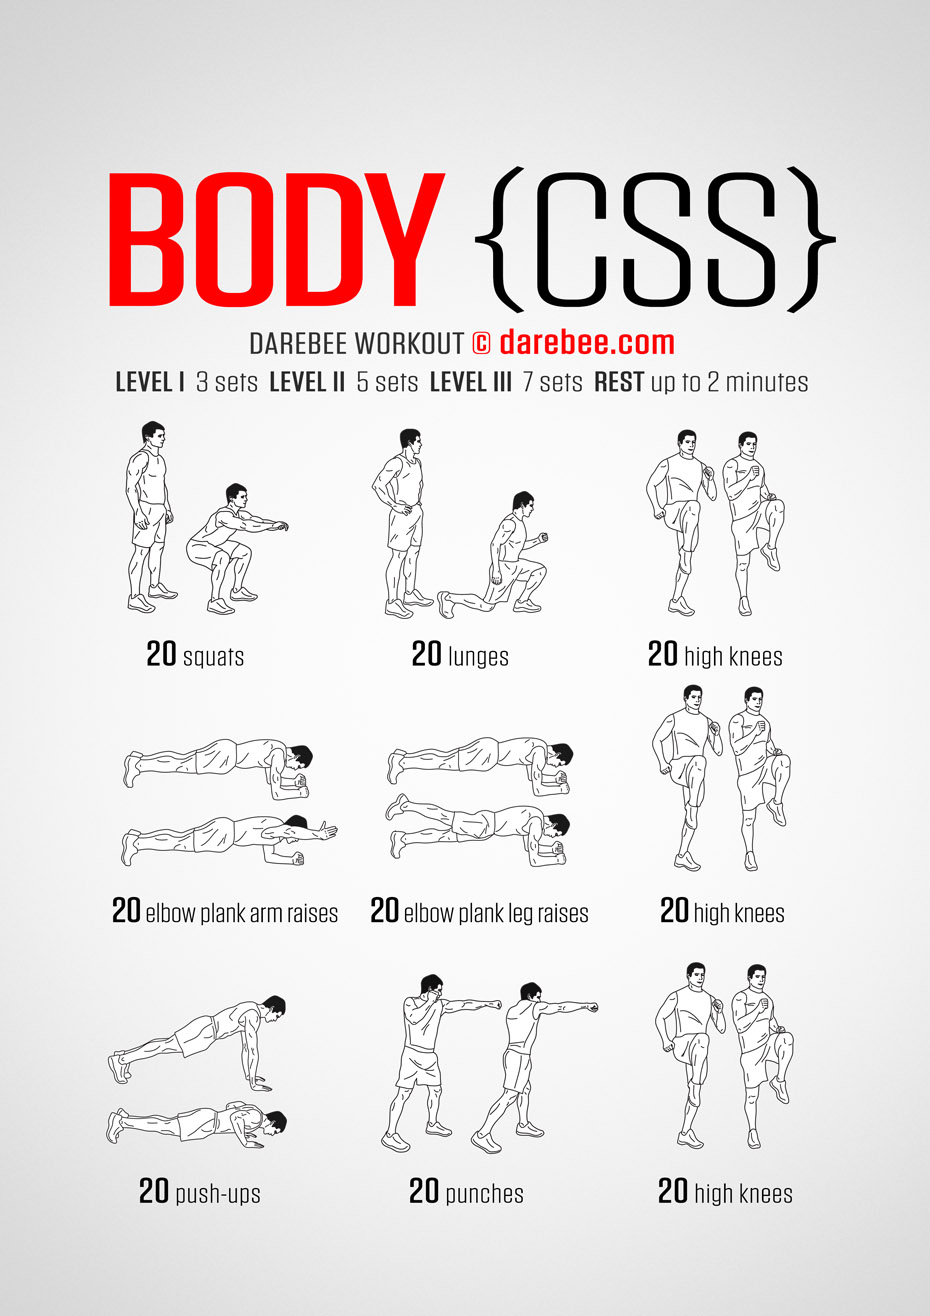 BODY {CSS}
DAREBEE WORKOUT © darebee.com
LEVEL I 3 sets LEVEL II 5 sets LEVEL III 7 sets REST up to 2 minutes
20 squats
20 lunges
20 high knees
20 elbow plank arm raises
20 elbow plank leg raises
20 high knees
20 push-ups
20 punches
20 high knees